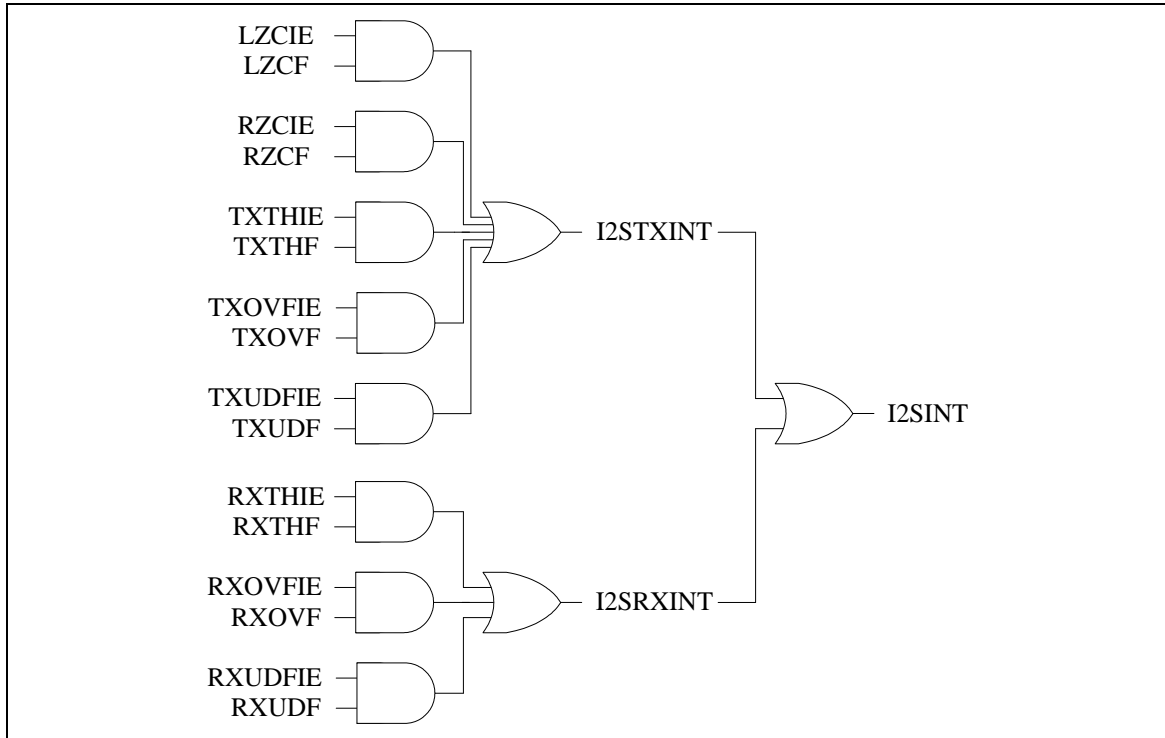 LZCIE
LZCF
RZCIE
RZCF
TXTHIE
TXTHF
I2STXINT
TXOVFIE
TXOVF
TXUDFIE
TXUDF
I2SINT
RXTHIE
RXTHF
RXOVFIE
RXOVF
I2SRXINT
RXUDFIE
RXUDF